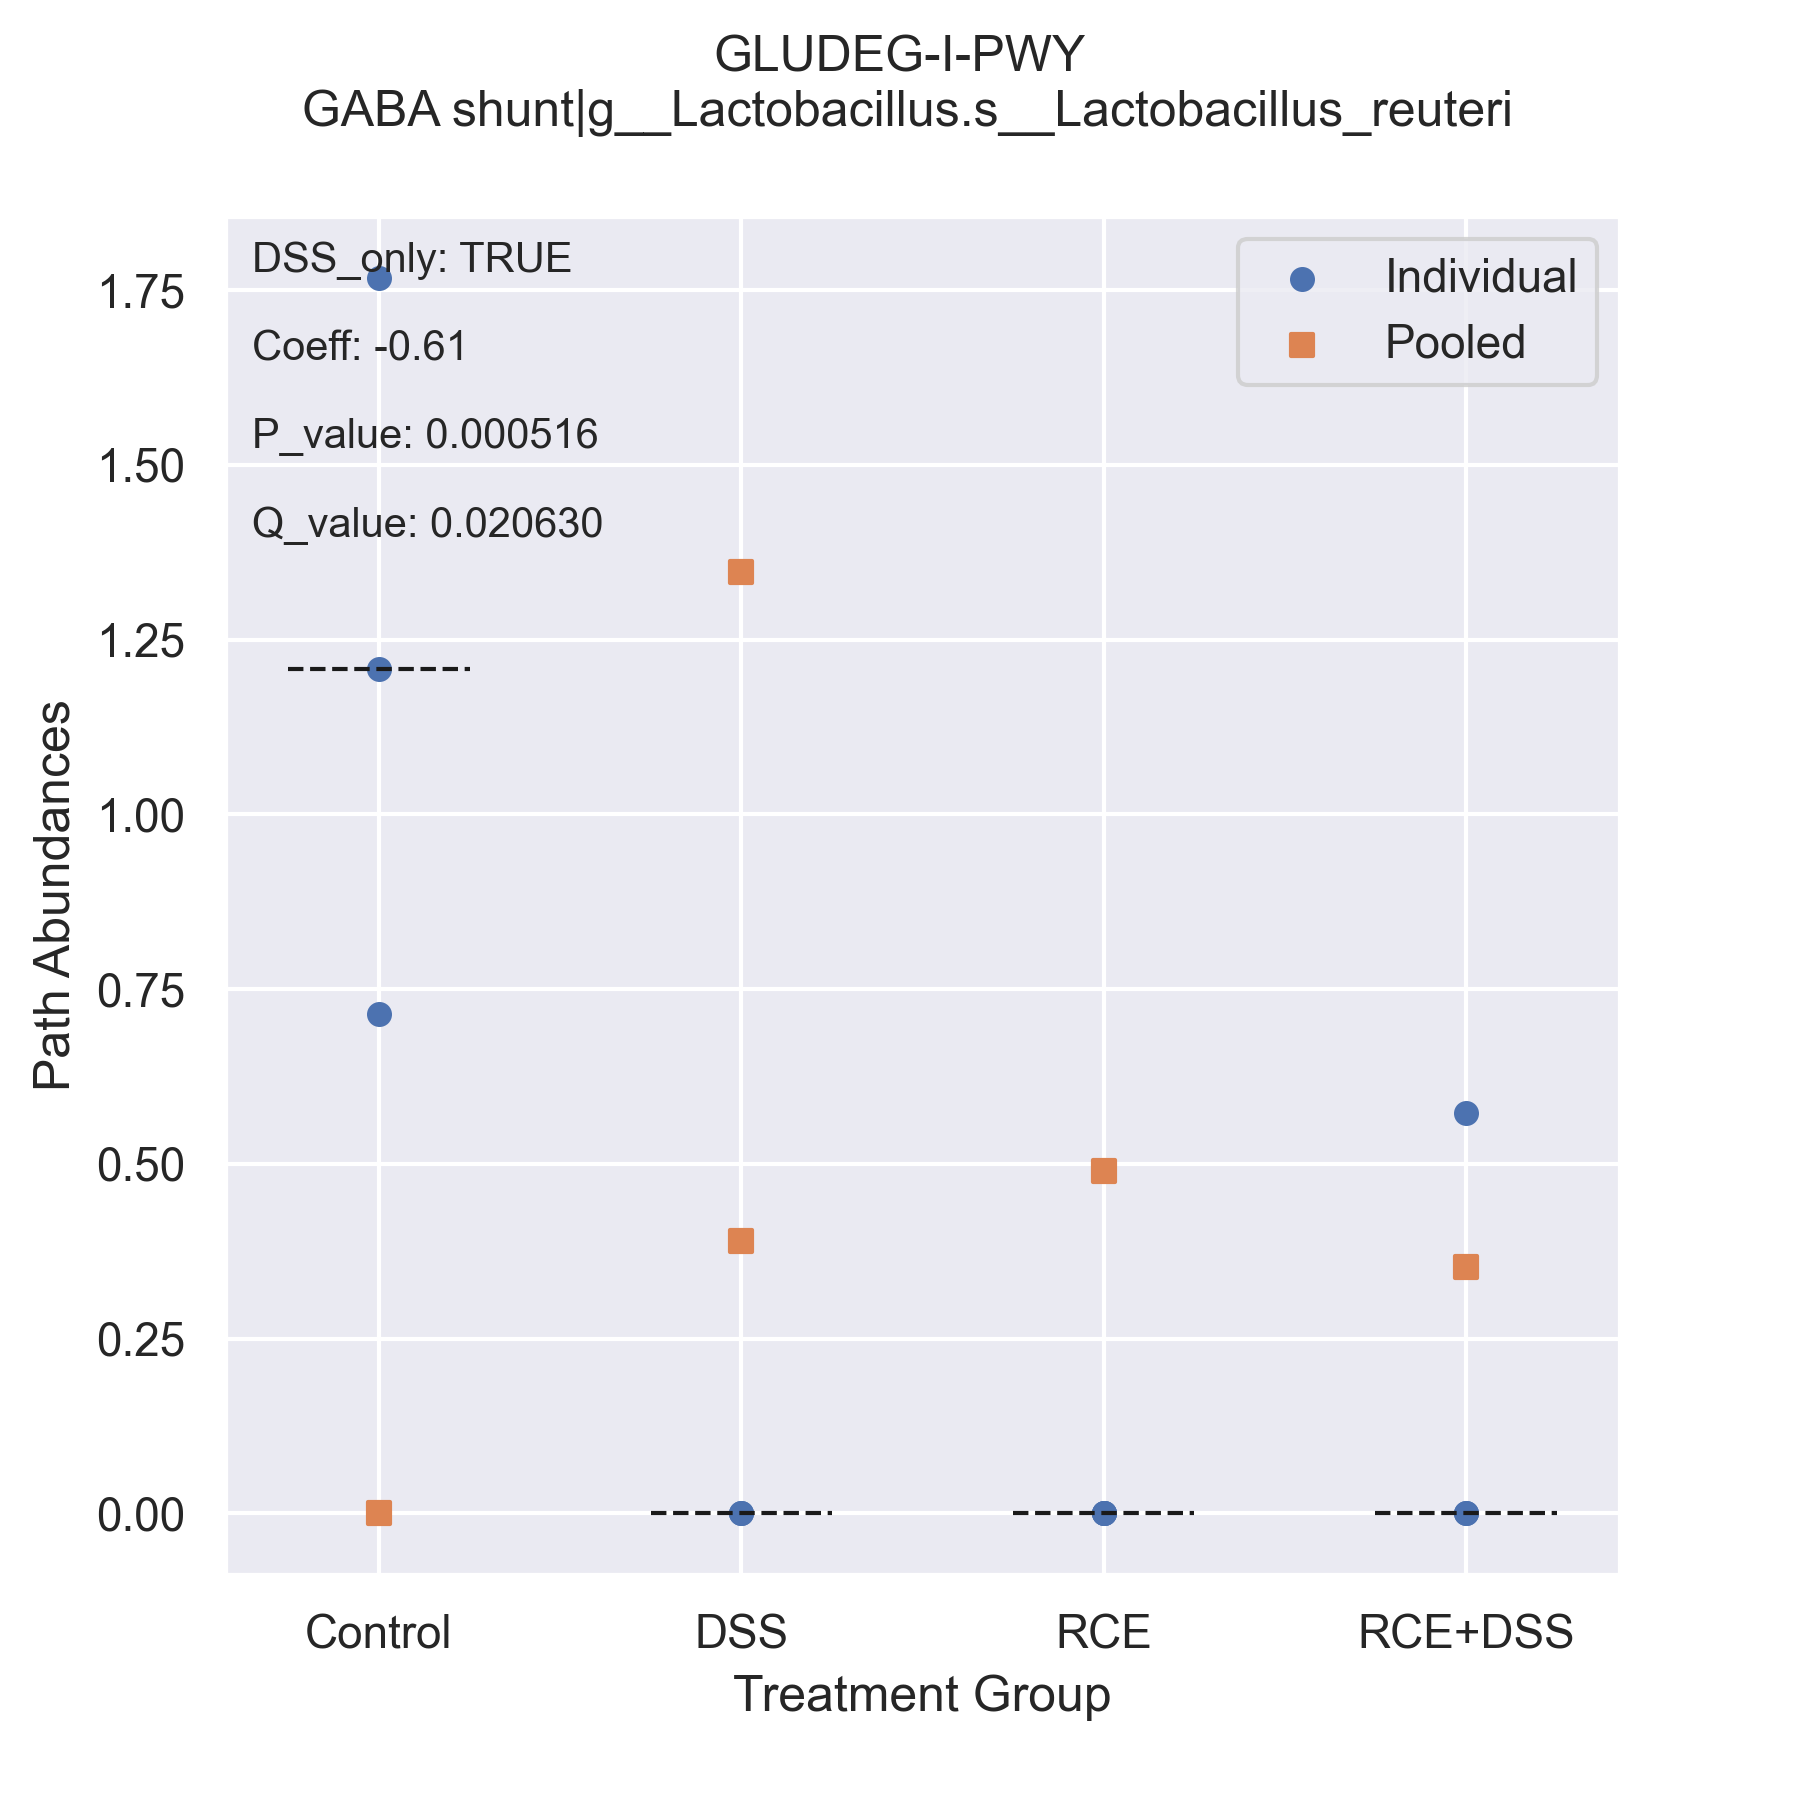 GLUDEG-I-PWY
GABA shunt|g__Lactobacillus.s__Lactobacillus_reuteri
DSS_only: TRUE
Coeff: -0.61
P_value: 0.000516
Q_value: 0.020630
Individual
Pooled
Path Abundances
1.75
1.50
1.25
1.00
0.75
0.50
0.25
0.00
Control DSS RCE RCE+DSS
Treatment Group